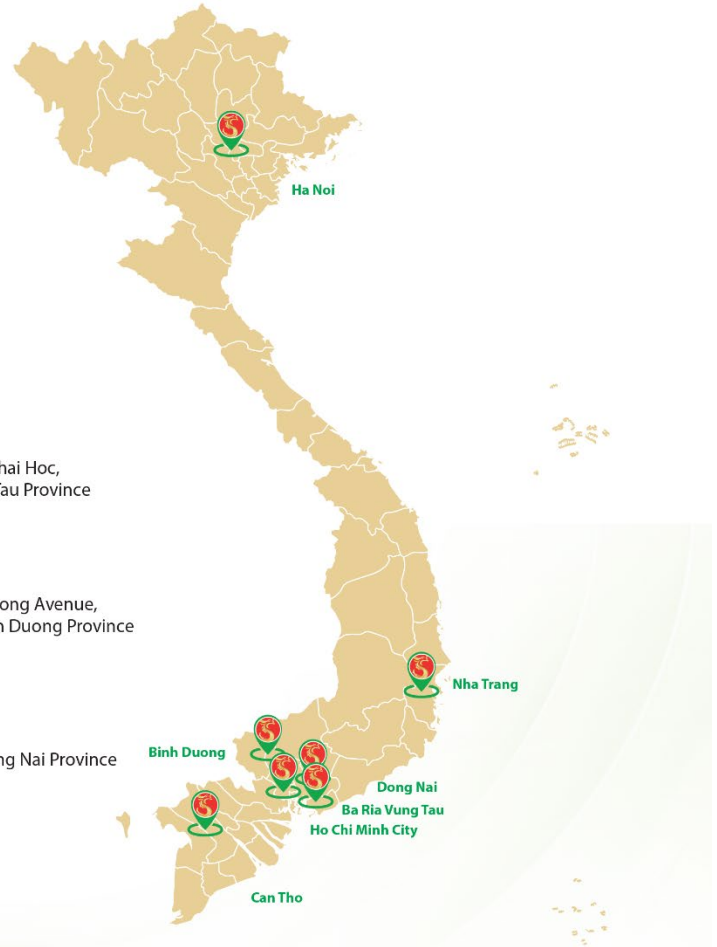 Ha Noi
hai Hoc,
Tau Province
ong Avenue,
h Duong Province
Nha Trang
Binh Duong
ng Nai Province
Dong Nai
Ba Ria Vung Tau
Ho Chi Minh City
Can Tho